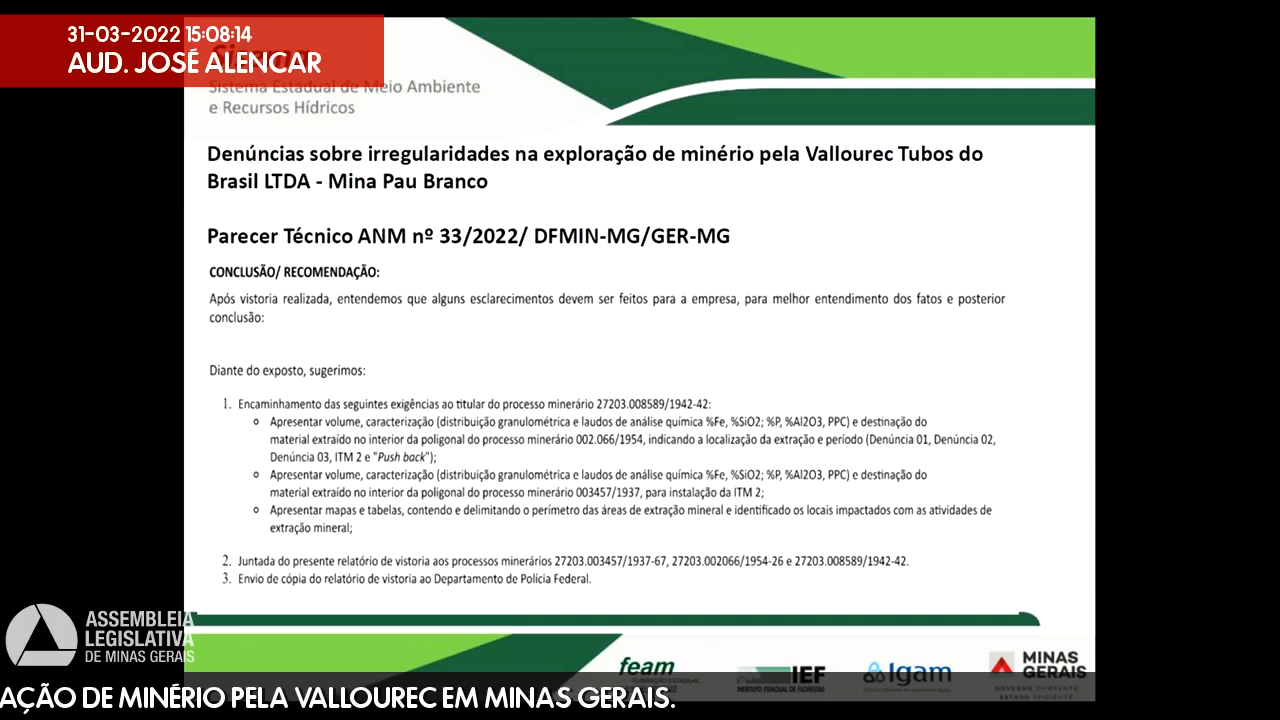 31-03-2022 15:08:14
AUD. JOSÉ ALENCAR
Sistema Estadual de Meio Ambiente
e Recursos Hídricos
Denúncias sobre irregularidades na exploração de minério pela Vallourec Tubos do
Brasil LTDA - Mina Pau Branco
Parecer Técnico ANM nº 33/2022/ DFMIN-MG/GER-MG
CONCLUSÃO/ RECOMENDAÇÃO:
Após vistoria realizada, entendemos que alguns esclarecimentos devem ser feitos para a empresa, para melhor entendimento dos fatos e posterior
conclusão:
Diante do exposto, sugerimos:
1. Encaminhamento das seguintes exigências ao titular do processo minerário 27203.008589/1942-42:
Apresentar volume, caracterização (distribuição granulométrica e laudos de análise química %Fe, %SiO2; %P, %Al2O3, PPC) e destinação do
material extraído no interior da poligonal do processo minerário 002.066/1954, indicando a localização da extração e período (Denúncia 01, Denúncia 02,
Denúncia 03, ITM 2 e "Push back");
Apresentar volume, caracterização (distribuição granulométrica e laudos de análise química %Fe, %SiO2; %P, %Al2O3, PPC) e destinação do
material extraído no interior da poligonal do processo minerário 003457/1937, para instalação da ITM 2;
Apresentar mapas e tabelas, contendo e delimitando o perímetro das áreas de extração mineral e identificado os locais impactados com as atividades de
extração mineral;
2. Juntada do presente relatório de vistoria aos processos minerários 27203.003457/1937-67, 27203.002066/1954-26 e 27203.008589/1942-42.
3. Envio de cópia do relatório de vistoria ao Departamento de Polícia Federal.
ASSEMBLEIA
LEGISLATIVA
DE MINAS GERAIS
feam
IEF
INSTITUTO ESTADUAL DE FLORESTAS
Igam
MINAS
GERAIS
GOVERNO DIFERENTE.
ESTADO EFICIENTE.
AÇÃO DE MINÉRIO PELA VALLOUREC EM MINAS GERAIS.